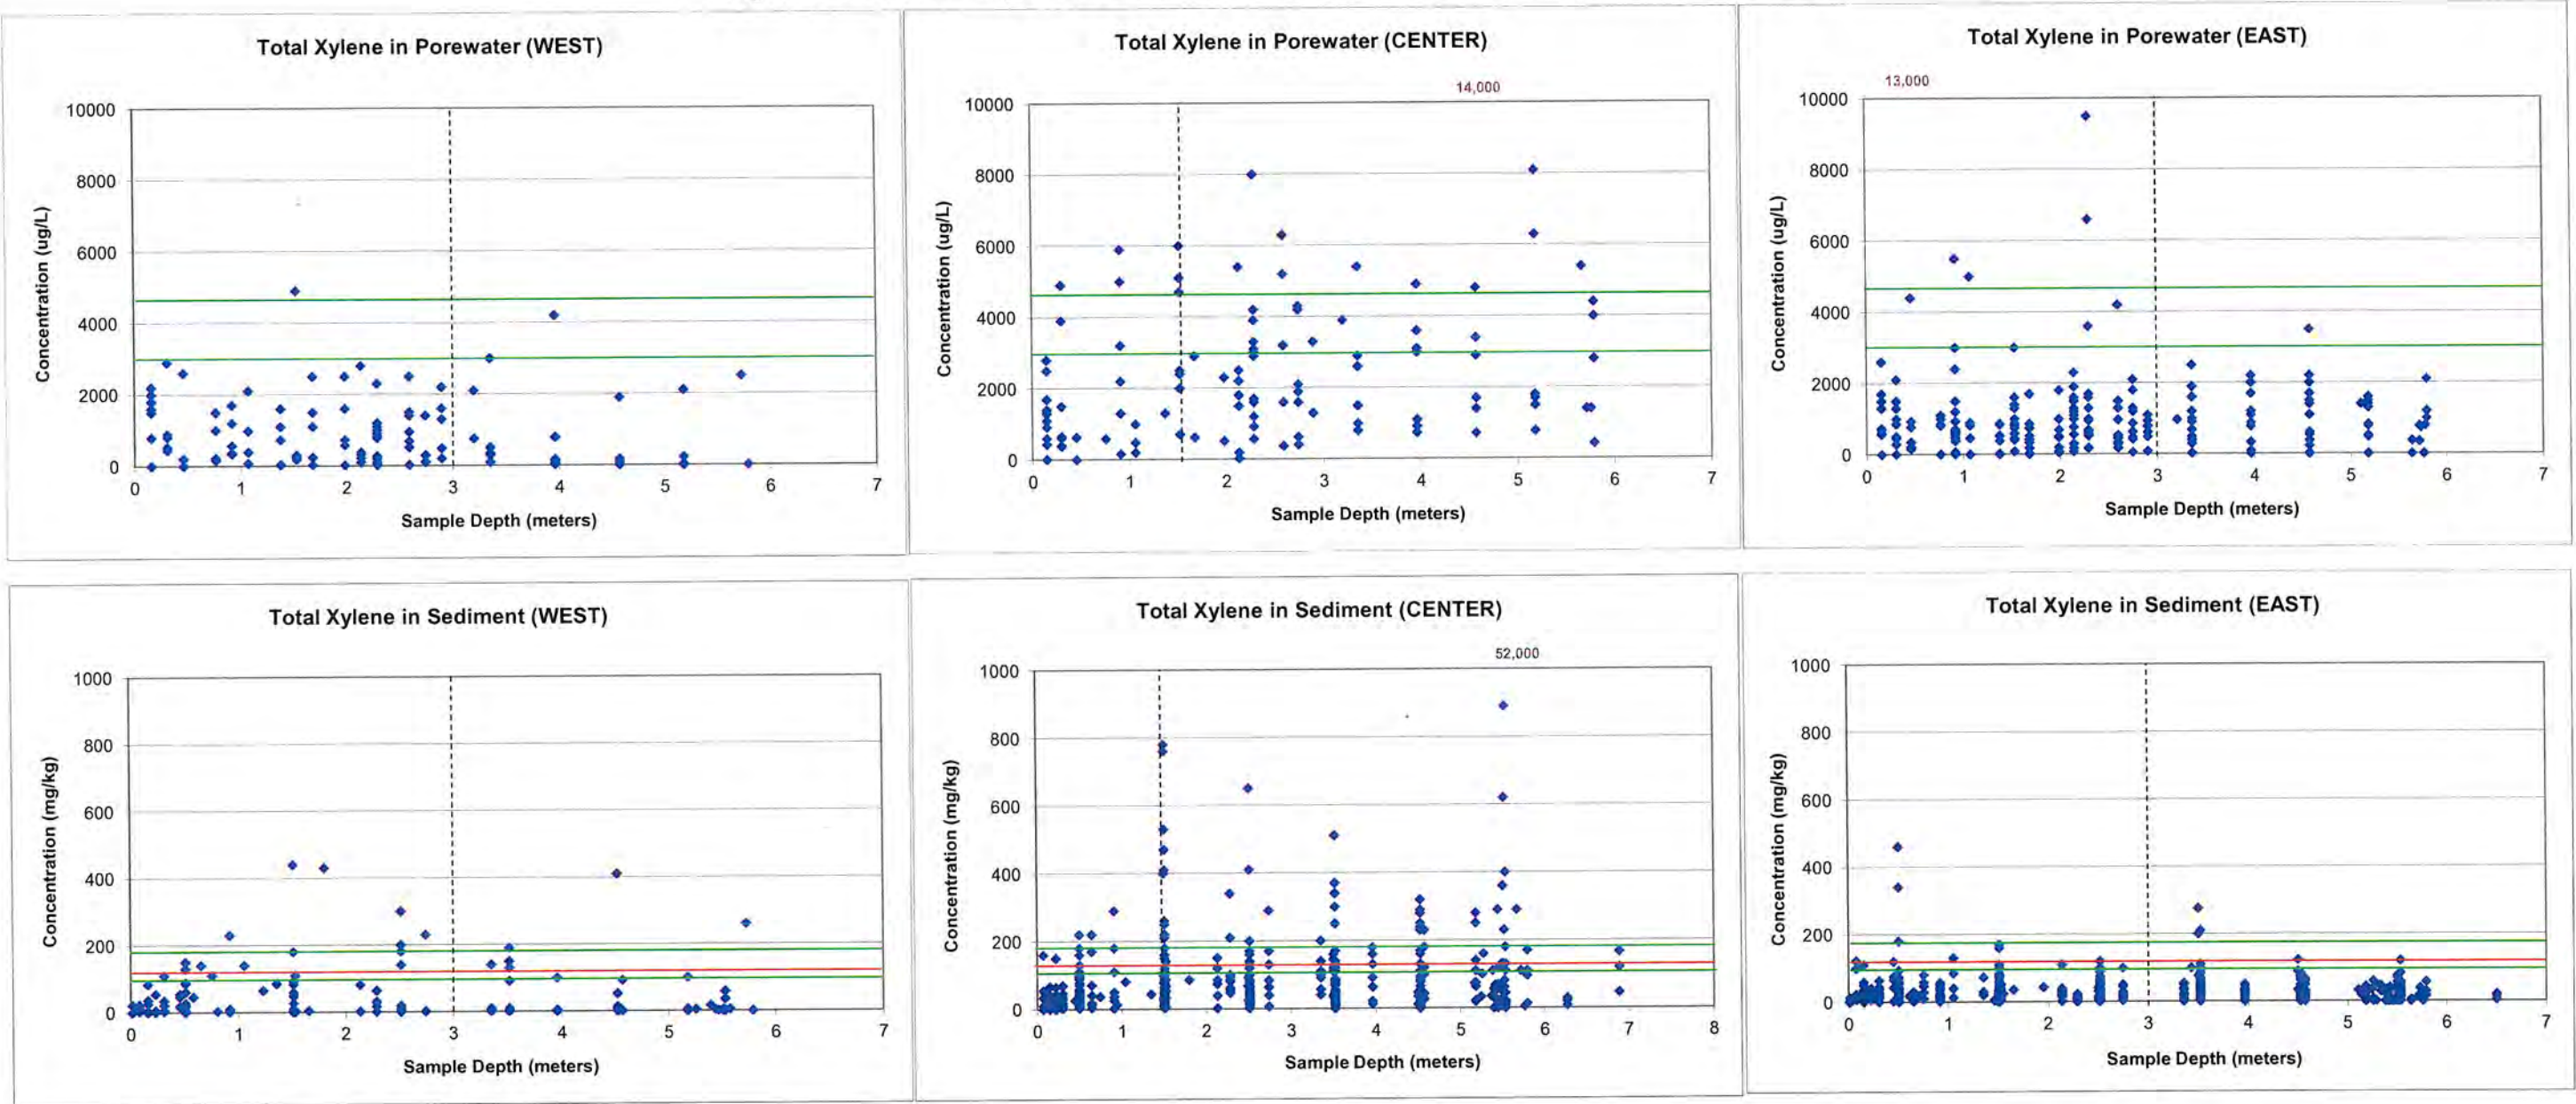 Total Xylene in Porewater (WEST)
10000
8000
6000
4000
2000
0
Concentration (ug/L)
0 1 2 3 4 5 6 7
Sample Depth (meters)
Total Xylene in Porewater (CENTER)
14,000
10000
8000
6000
4000
2000
0
Concentration (ug/L)
0 1 2 3 4 5 6 7
Sample Depth (meters)
Total Xylene in Porewater (EAST)
13,000
10000
8000
6000
4000
2000
0
Concentration (ug/L)
0 1 2 3 4 5 6 7
Sample Depth (meters)
Total Xylene in Sediment (WEST)
1000
800
600
400
200
0
Concentration (mg/kg)
0 1 2 3 4 5 6 7
Sample Depth (meters)
Total Xylene in Sediment (CENTER)
52,000
1000
800
600
400
200
0
Concentration (mg/kg)
0 1 2 3 4 5 6 7 8
Sample Depth (meters)
Total Xylene in Sediment (EAST)
1000
800
600
400
200
0
Concentration (mg/kg)
0 1 2 3 4 5 6 7
Sample Depth (meters)